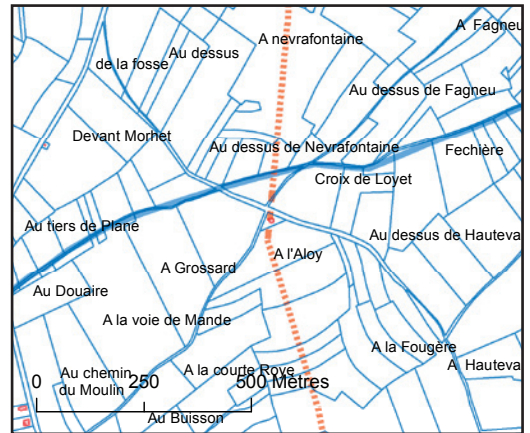 A Fagneu
A nevrafontaine
Au dessus
de la fosse
Au dessus de Fagneu
Devant Morhet
Au dessus de Nevrafontaine
Fechière
Croix de Loyet
Au tiers de Plane
Au dessus de Hauteva
A l'Aloy
A Grossard
Au Douaire
A la voie de Mande
A la Fougère
Au chemin
du Moulin
A la courte Roye
A Hauteva
0 250 500 Mètres
Au Buisson